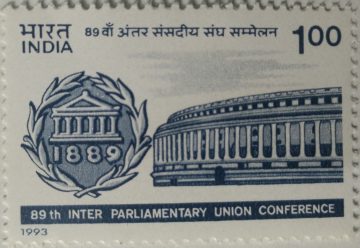 भारत 89वाँ अंतर संसदीय संघ सम्मेलन 1.00
INDIA
1889
89th INTER PARLIAMENTARY UNION CONFERENCE
1993